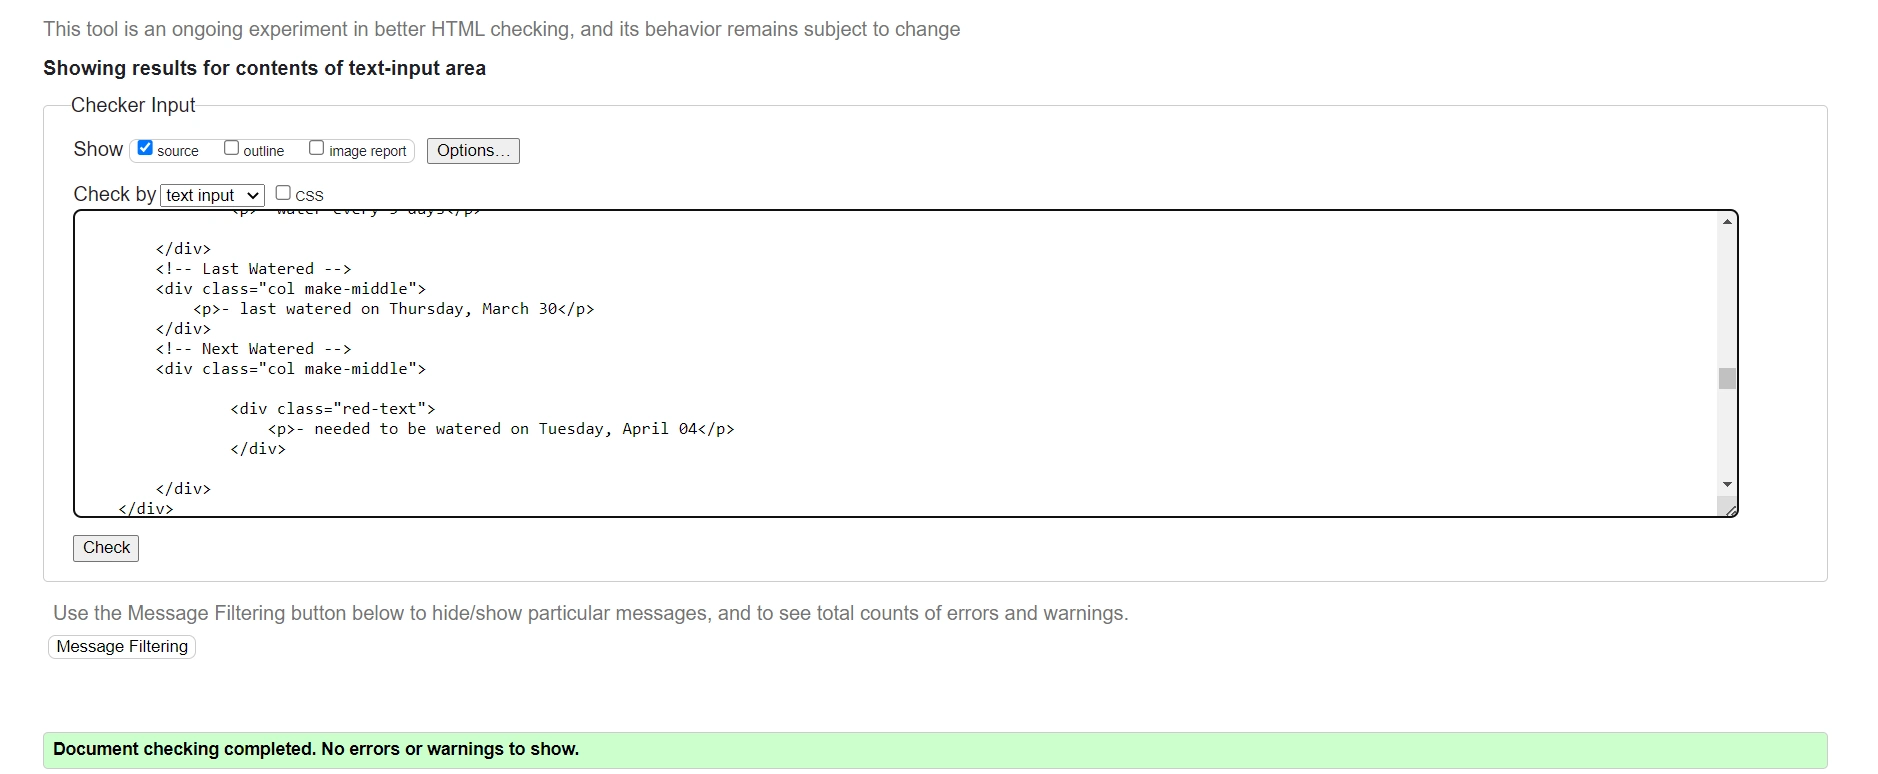 This tool is an ongoing experiment in better HTML checking, and its behavior remains subject to change
Showing results for contents of text-input area
Checker Input
Show source outline image report Options...
Check by text input CSS
<p>- water every 5 days</p>
</div>
<!-- Last Watered -->
<div class="col make-middle">
<p>- last watered on Thursday, March 30</p>
</div>
<!-- Next Watered -->
<div class="col make-middle">
<div class="red-text">
<p>- needed to be watered on Tuesday, April 04</p>
</div>
</div>
</div>
Check
Use the Message Filtering button below to hide/show particular messages, and to see total counts of errors and warnings.
Message Filtering
Document checking completed. No errors or warnings to show.